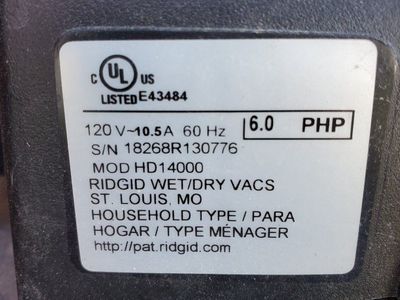 C UL US
LISTED E43484
120 V~10.5A 60 Hz 6.0 PHP
S/N 18268R130776
MOD HD14000
RIDGID WET/DRY VACS
ST. LOUIS, MO
HOUSEHOLD TYPE / PARA
HOGAR / TYPE MÉNAGER
http://pat.ridgid.com/